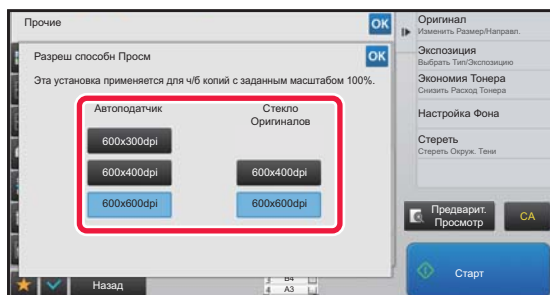 Прочие
OK
Разреш способн Просм
OK
Эта установка применяется для ч/б копий с заданным масштабом 100%.
Автоподатчик
Стекло
Оригиналов
600x300dpi
600x400dpi
600x400dpi
600x600dpi
600x600dpi
Назад
3 B4
4 A3
Оригинал
Изменить Размер/Направл.
Экспозиция
Выбрать Тип/Экспозицию
Экономия Тонера
Снизить Расход Тонера
Настройка Фона
Стереть
Стереть Окруж. Тени
Предварит.
Просмотр
CA
Старт